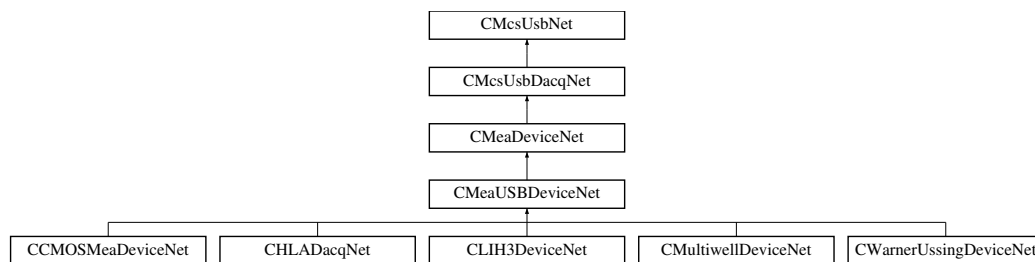 CMcsUsbNet
CMcsUsbDacqNet
CMeaDeviceNet
CMeaUSBDeviceNet
CCMOSMeaDeviceNet CHLADacqNet CLIH3DeviceNet CMultiwellDeviceNet CWarnerUssingDeviceNet